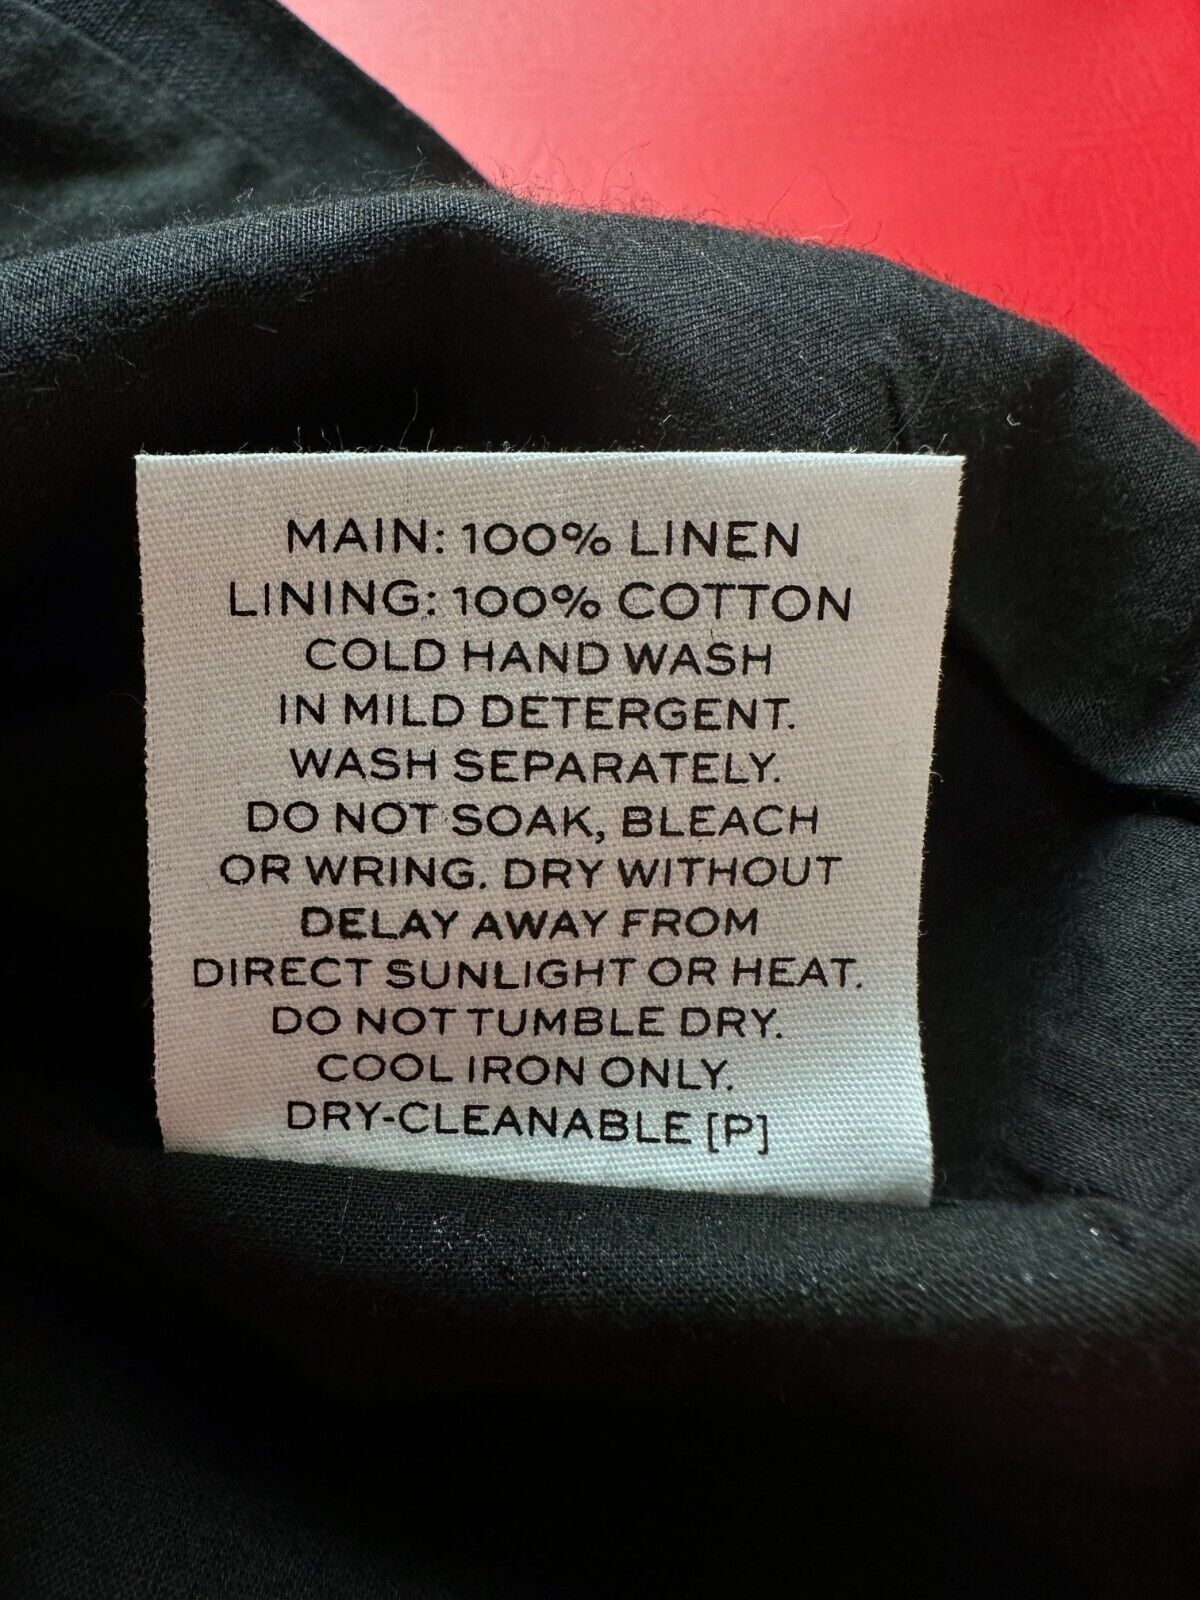 MAIN: 100% LINEN
LINING: 100% COTTON
COLD HAND WASH
IN MILD DETERGENT.
WASH SEPARATELY.
DO NOT SOAK, BLEACH
OR WRING. DRY WITHOUT
DELAY AWAY FROM
DIRECT SUNLIGHT OR HEAT.
DO NOT TUMBLE DRY.
COOL IRON ONLY.
DRY-CLEANABLE [P]